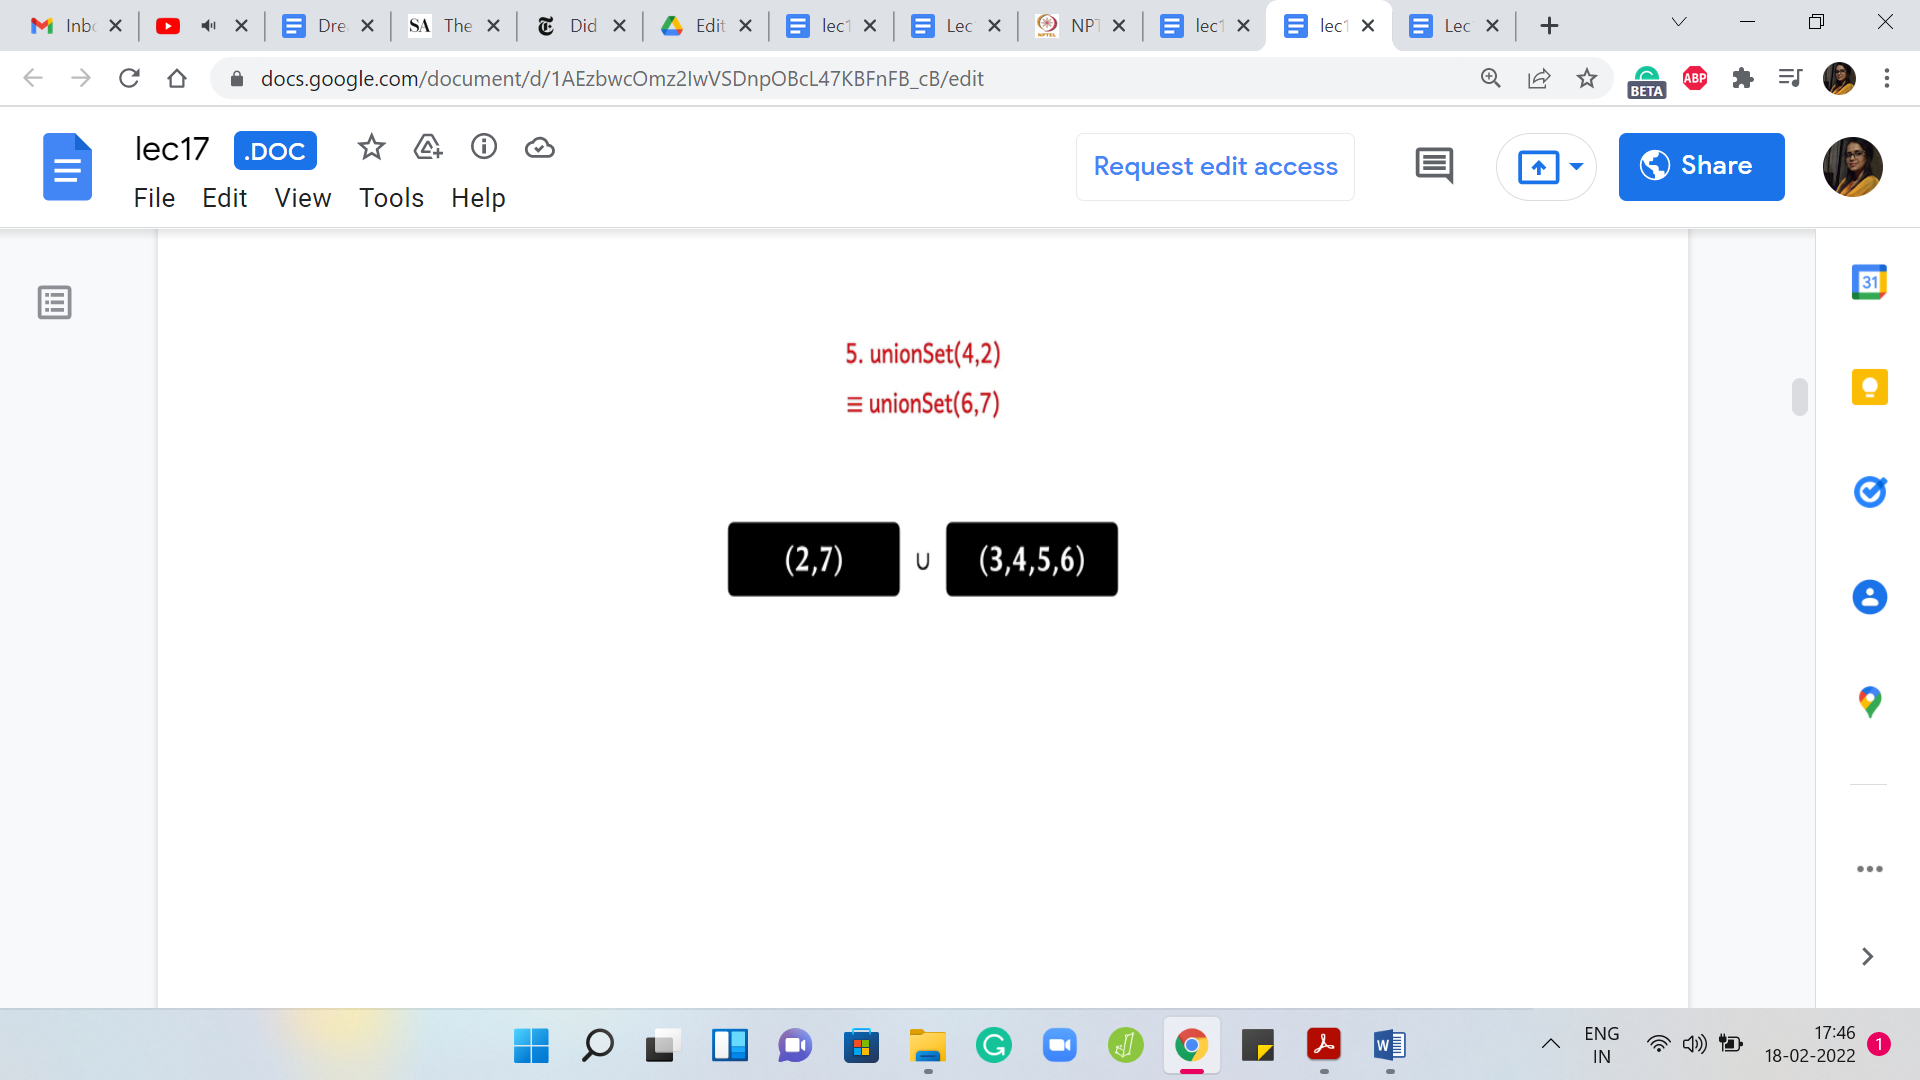 Inbo
Dre
SA The
Did
Edit
lec1
Lec
NPT
lec1
lec1
Lec
docs.google.com/document/d/1AEzbwcOmz2IwVSDnpOBcL47KBFnFB_cB/edit
BETA
ABP
lec17 .DOC
Request edit access
Share
File Edit View Tools Help
31
5. unionSet(4,2)
≡ unionSet(6,7)
(2,7) ∪ (3,4,5,6)
ENG
IN
17:46
18-02-2022
1